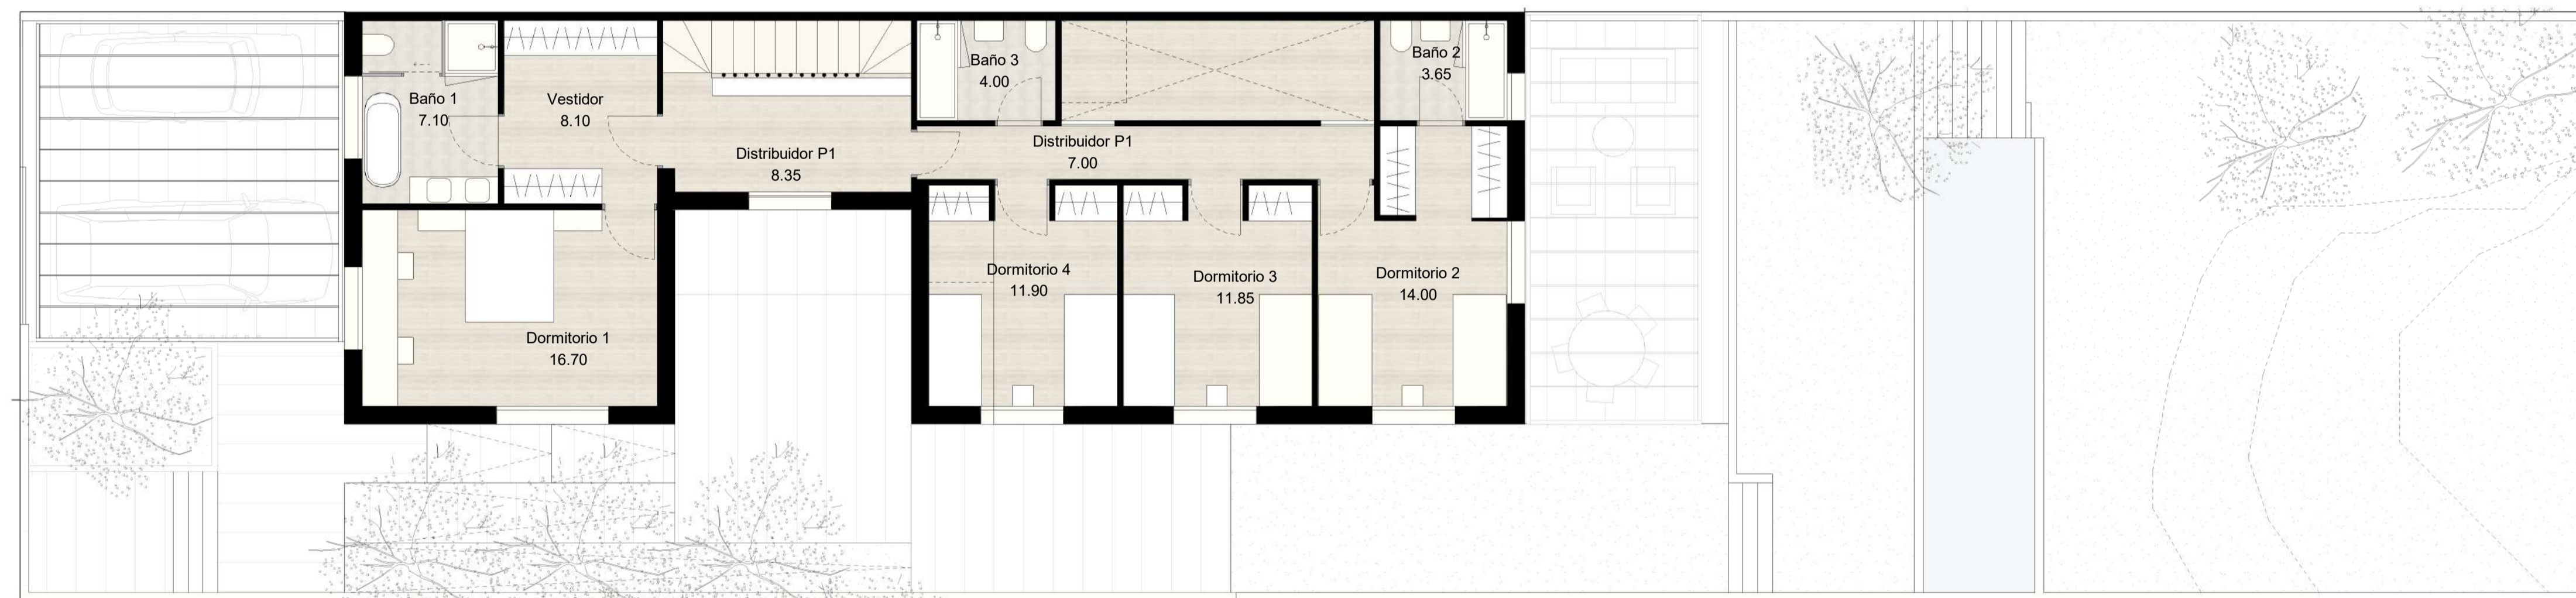 Baño 1
7.10
Vestidor
8.10
Distribuidor P1
8.35
Baño 3
4.00
Distribuidor P1
7.00
Baño 2
3.65
Dormitorio 1
16.70
Dormitorio 4
11.90
Dormitorio 3
11.85
Dormitorio 2
14.00